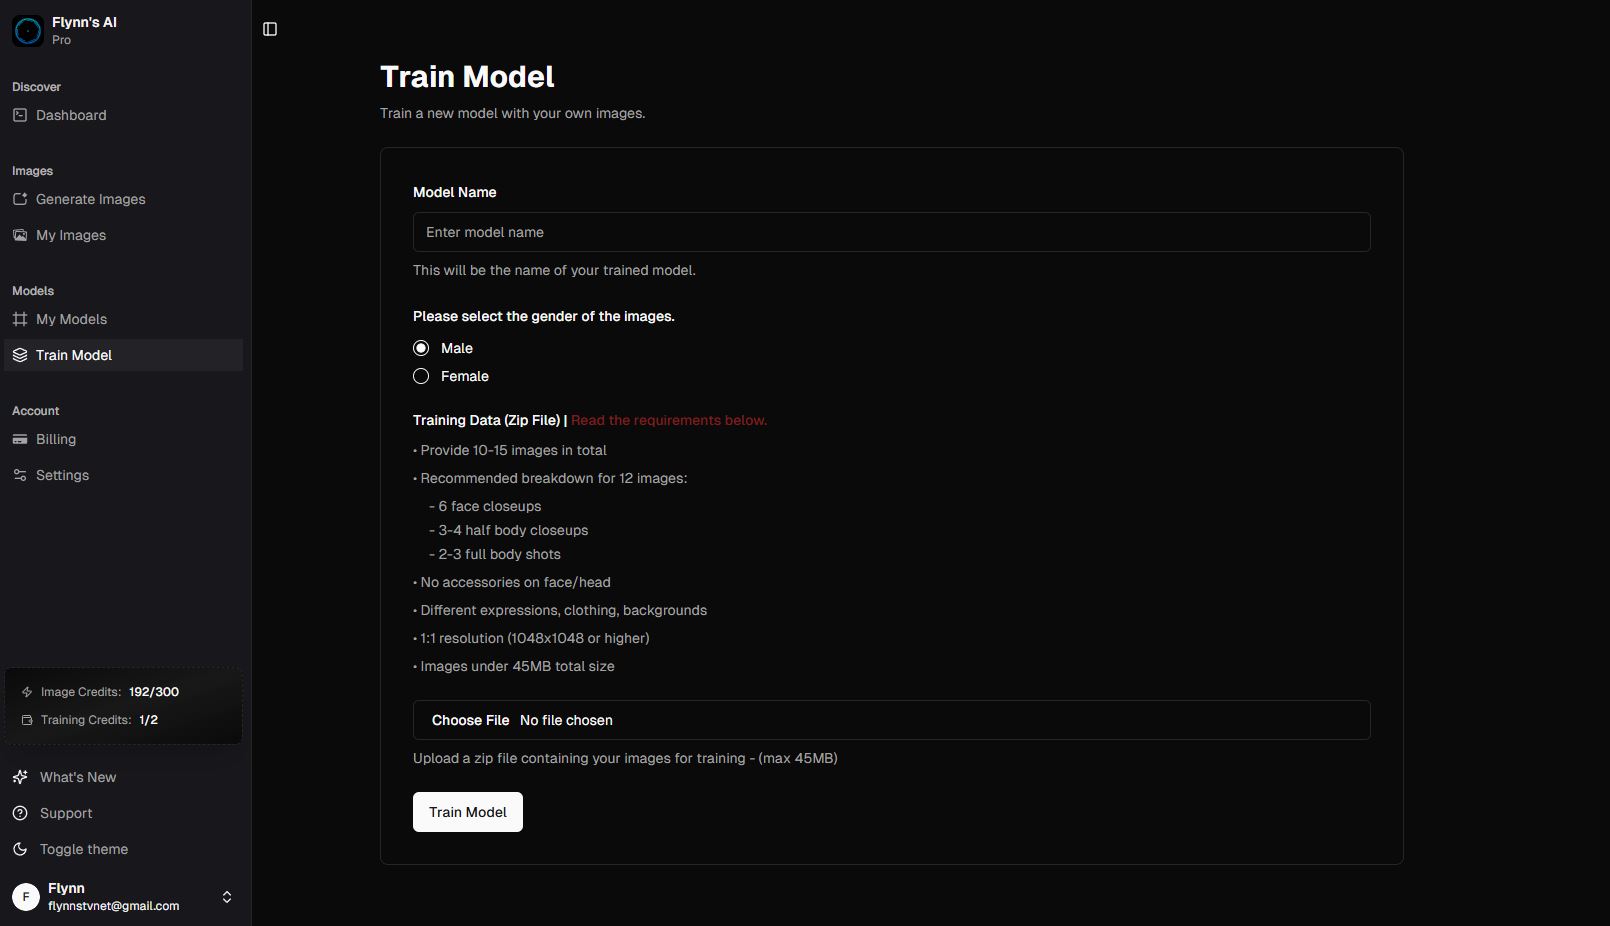 Flynn's AI
Pro
Discover
Dashboard
Images
Generate Images
My Images
Models
My Models
Train Model
Account
Billing
Settings
Image Credits: 192/300
Training Credits: 1/2
What's New
Support
Toggle theme
F
Flynn
flynnstvnet@gmail.com
Train Model
Train a new model with your own images.
Model Name
Enter model name
This will be the name of your trained model.
Please select the gender of the images.
Male
Female
Training Data (Zip File) | Read the requirements below.
• Provide 10-15 images in total
• Recommended breakdown for 12 images:
- 6 face closeups
- 3-4 half body closeups
- 2-3 full body shots
• No accessories on face/head
• Different expressions, clothing, backgrounds
• 1:1 resolution (1048x1048 or higher)
• Images under 45MB total size
Choose File No file chosen
Upload a zip file containing your images for training - (max 45MB)
Train Model